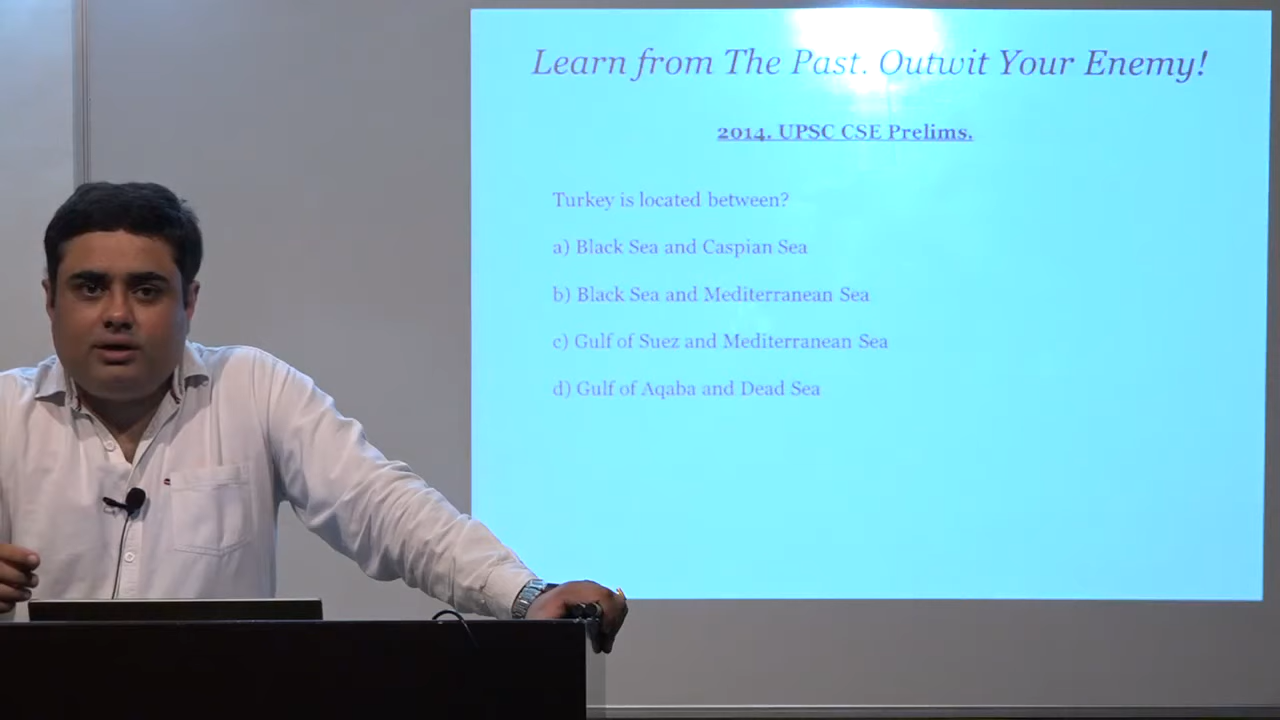 Learn from The Past. Outwit Your Enemy!
2014. UPSC CSE Prelims.
Turkey is located between?
a) Black Sea and Caspian Sea
b) Black Sea and Mediterranean Sea
c) Gulf of Suez and Mediterranean Sea
d) Gulf of Aqaba and Dead Sea